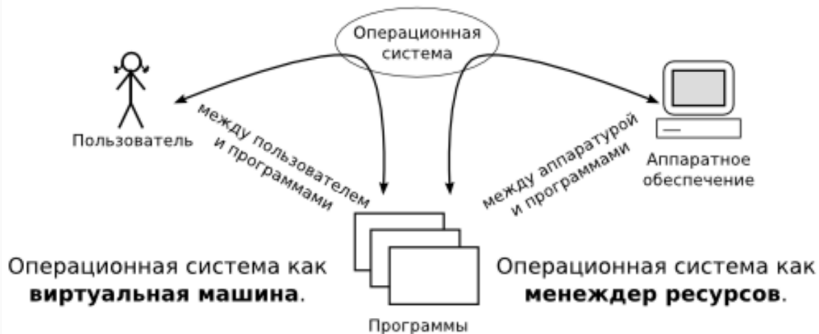 Операционная
система
Пользователь
между пользователем
и программами
между аппаратурой
и программами
Аппаратное
обеспечение
Операционная система как
виртуальная машина.
Операционная система как
менеждер ресурсов.
Программы